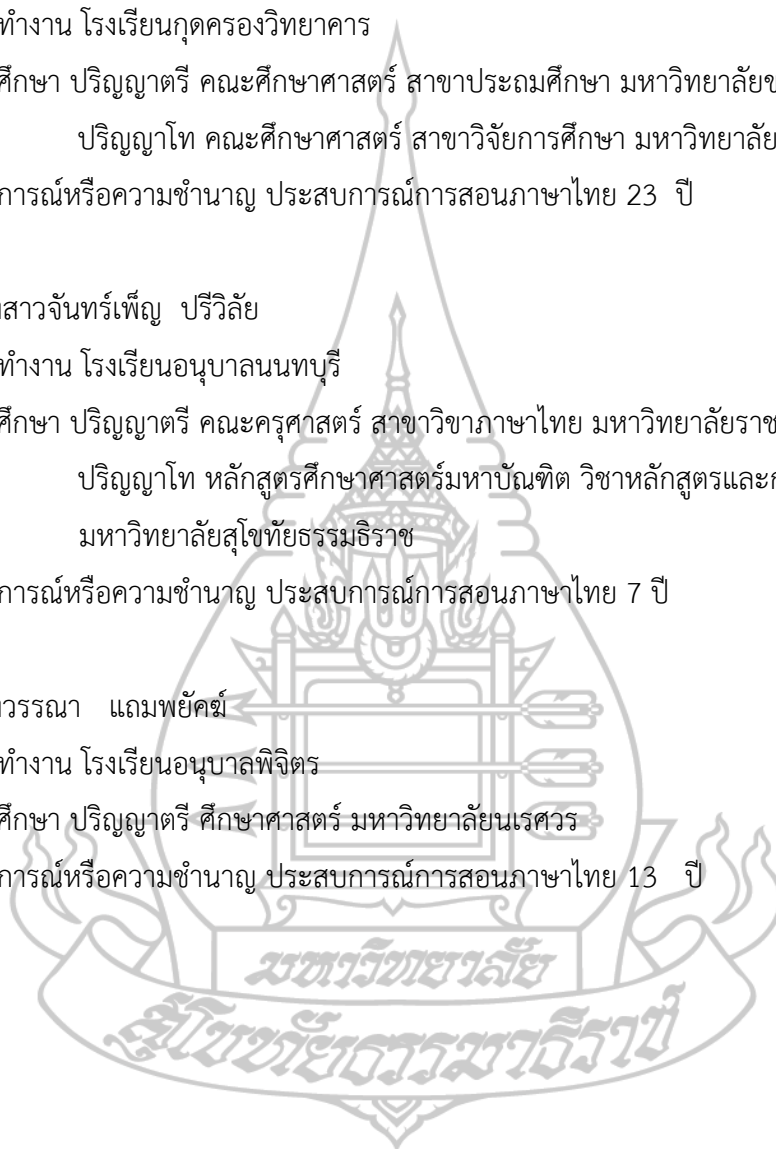 ทำงาน โรงเรียนกุดครองวิทยาคาร
ศึกษา ปริญญาตรี คณะศึกษาศาสตร์ สาขาประถมศึกษา มหาวิทยาลัยข
ปริญญาโท คณะศึกษาศาสตร์ สาขาวิจัยการศึกษา มหาวิทยาลัย
การณ์หรือความชำนาญ ประสบการณ์การสอนภาษาไทย 23 ปี
สาวจันทร์เพ็ญ ปรีวิลัย
ทำงาน โรงเรียนอนุบาลนนทบุรี
ศึกษา ปริญญาตรี คณะครุศาสตร์ สาขาวิขาภาษาไทย มหาวิทยาลัยราช
ปริญญาโท หลักสูตรศึกษาศาสตร์มหาบัณฑิต วิชาหลักสูตรและก
มหาวิทยาลัยสุโขทัยธรรมธิราช
การณ์หรือความชำนาญ ประสบการณ์การสอนภาษาไทย 7 ปี
วรรณา แถมพยัคฆ์
ทำงาน โรงเรียนอนุบาลพิจิตร
ศึกษา ปริญญาตรี ศึกษาศาสตร์ มหาวิทยาลัยนเรศวร
การณ์หรือความชำนาญ ประสบการณ์การสอนภาษาไทย 13 ปี
มหาวิทยาลัย
สุโขทัยธรรมาธิราช